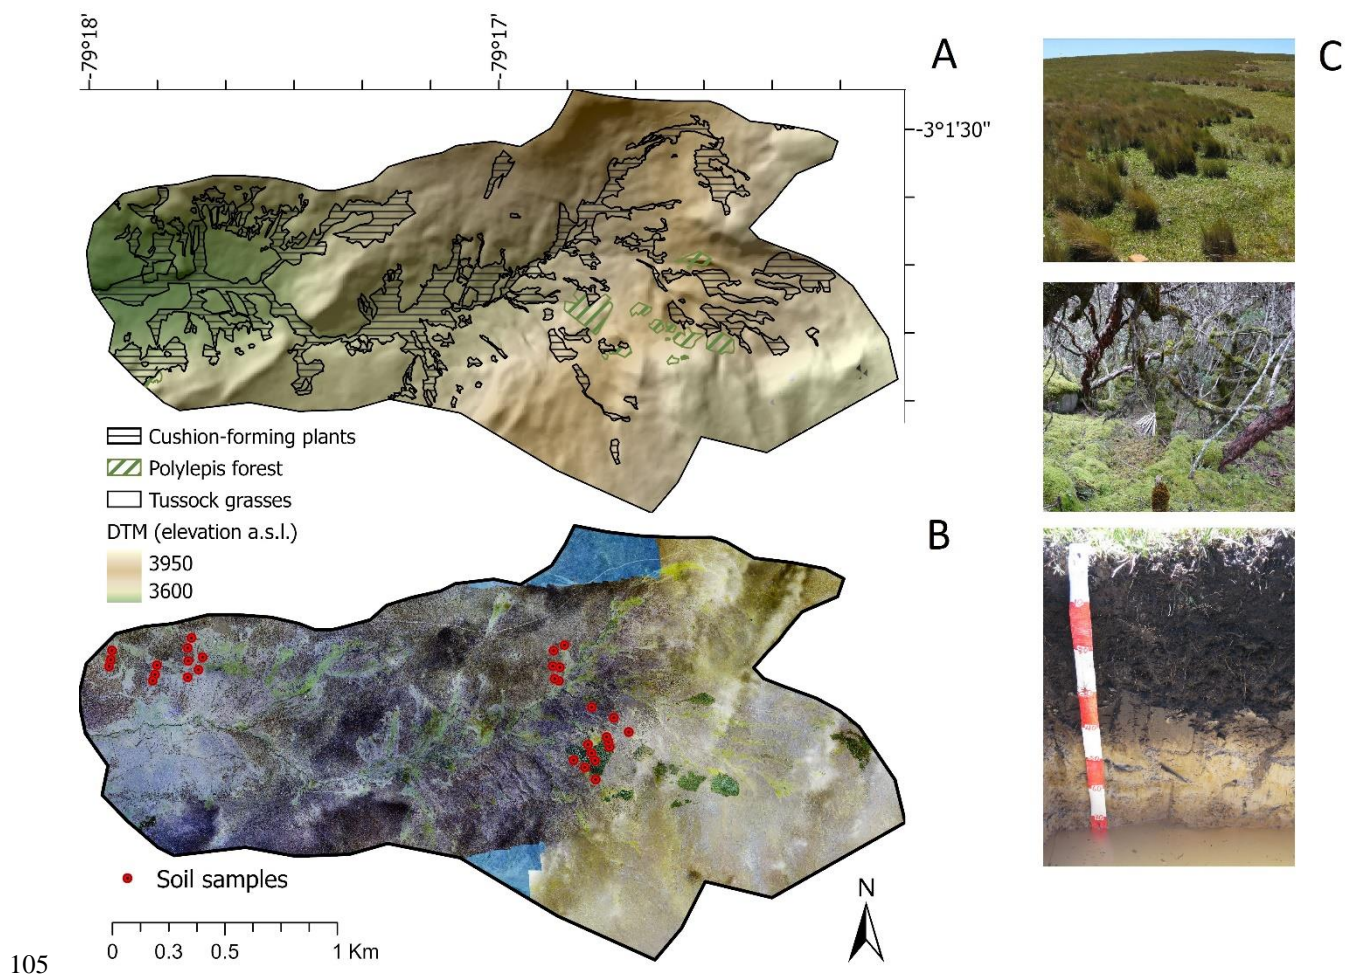 -79°18'
-79°17'
A
C
-3°1'30"
Cushion-forming plants
Polylepis forest
Tussock grasses
DTM (elevation a.s.l.)
3950
3600
B
Soil samples
N
0 0.3 0.5 1 Km
105